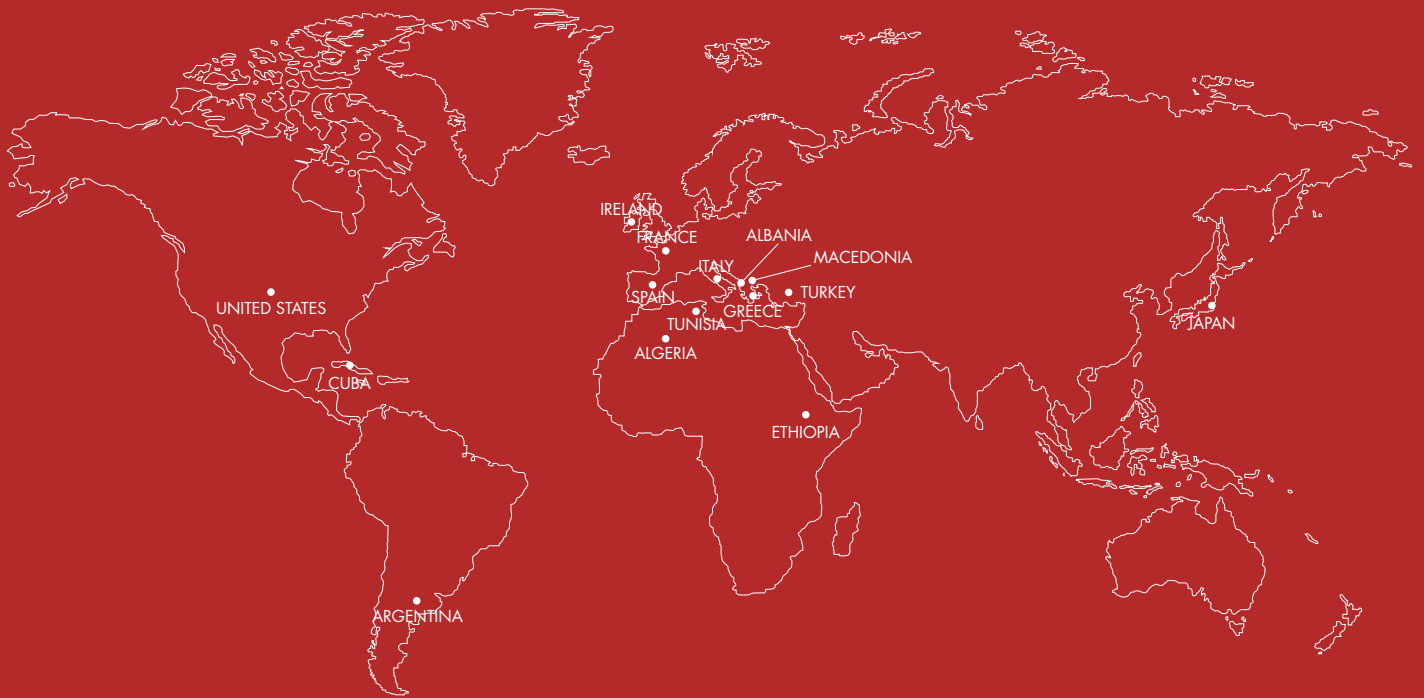 IRELAND
FRANCE
ALBANIA
MACEDONIA
ITALY
UNITED STATES
SPAIN
GREECE
TURKEY
TUNISIA
JAPAN
ALGERIA
CUBA
ETHIOPIA
ARGENTINA